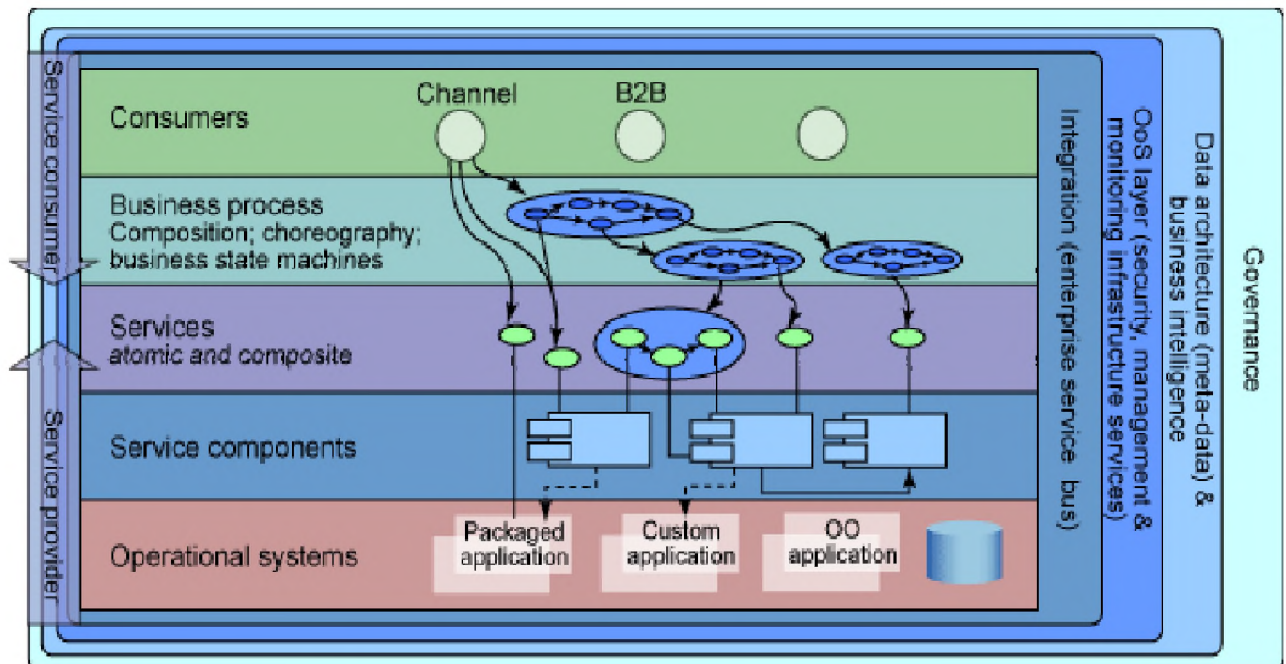 Channel
B2B
Consumers
Business process
Composition; choreography;
business state machines
Services
atomic and composite
Service components
Packaged
application
Custom
application
OO
application
Operational systems
Service consumer
Service provider
Integration (enterprise service bus)
QoS layer (security, management &
monitoring infrastructure services)
Data architecture (meta-data) &
business intelligence
Governance